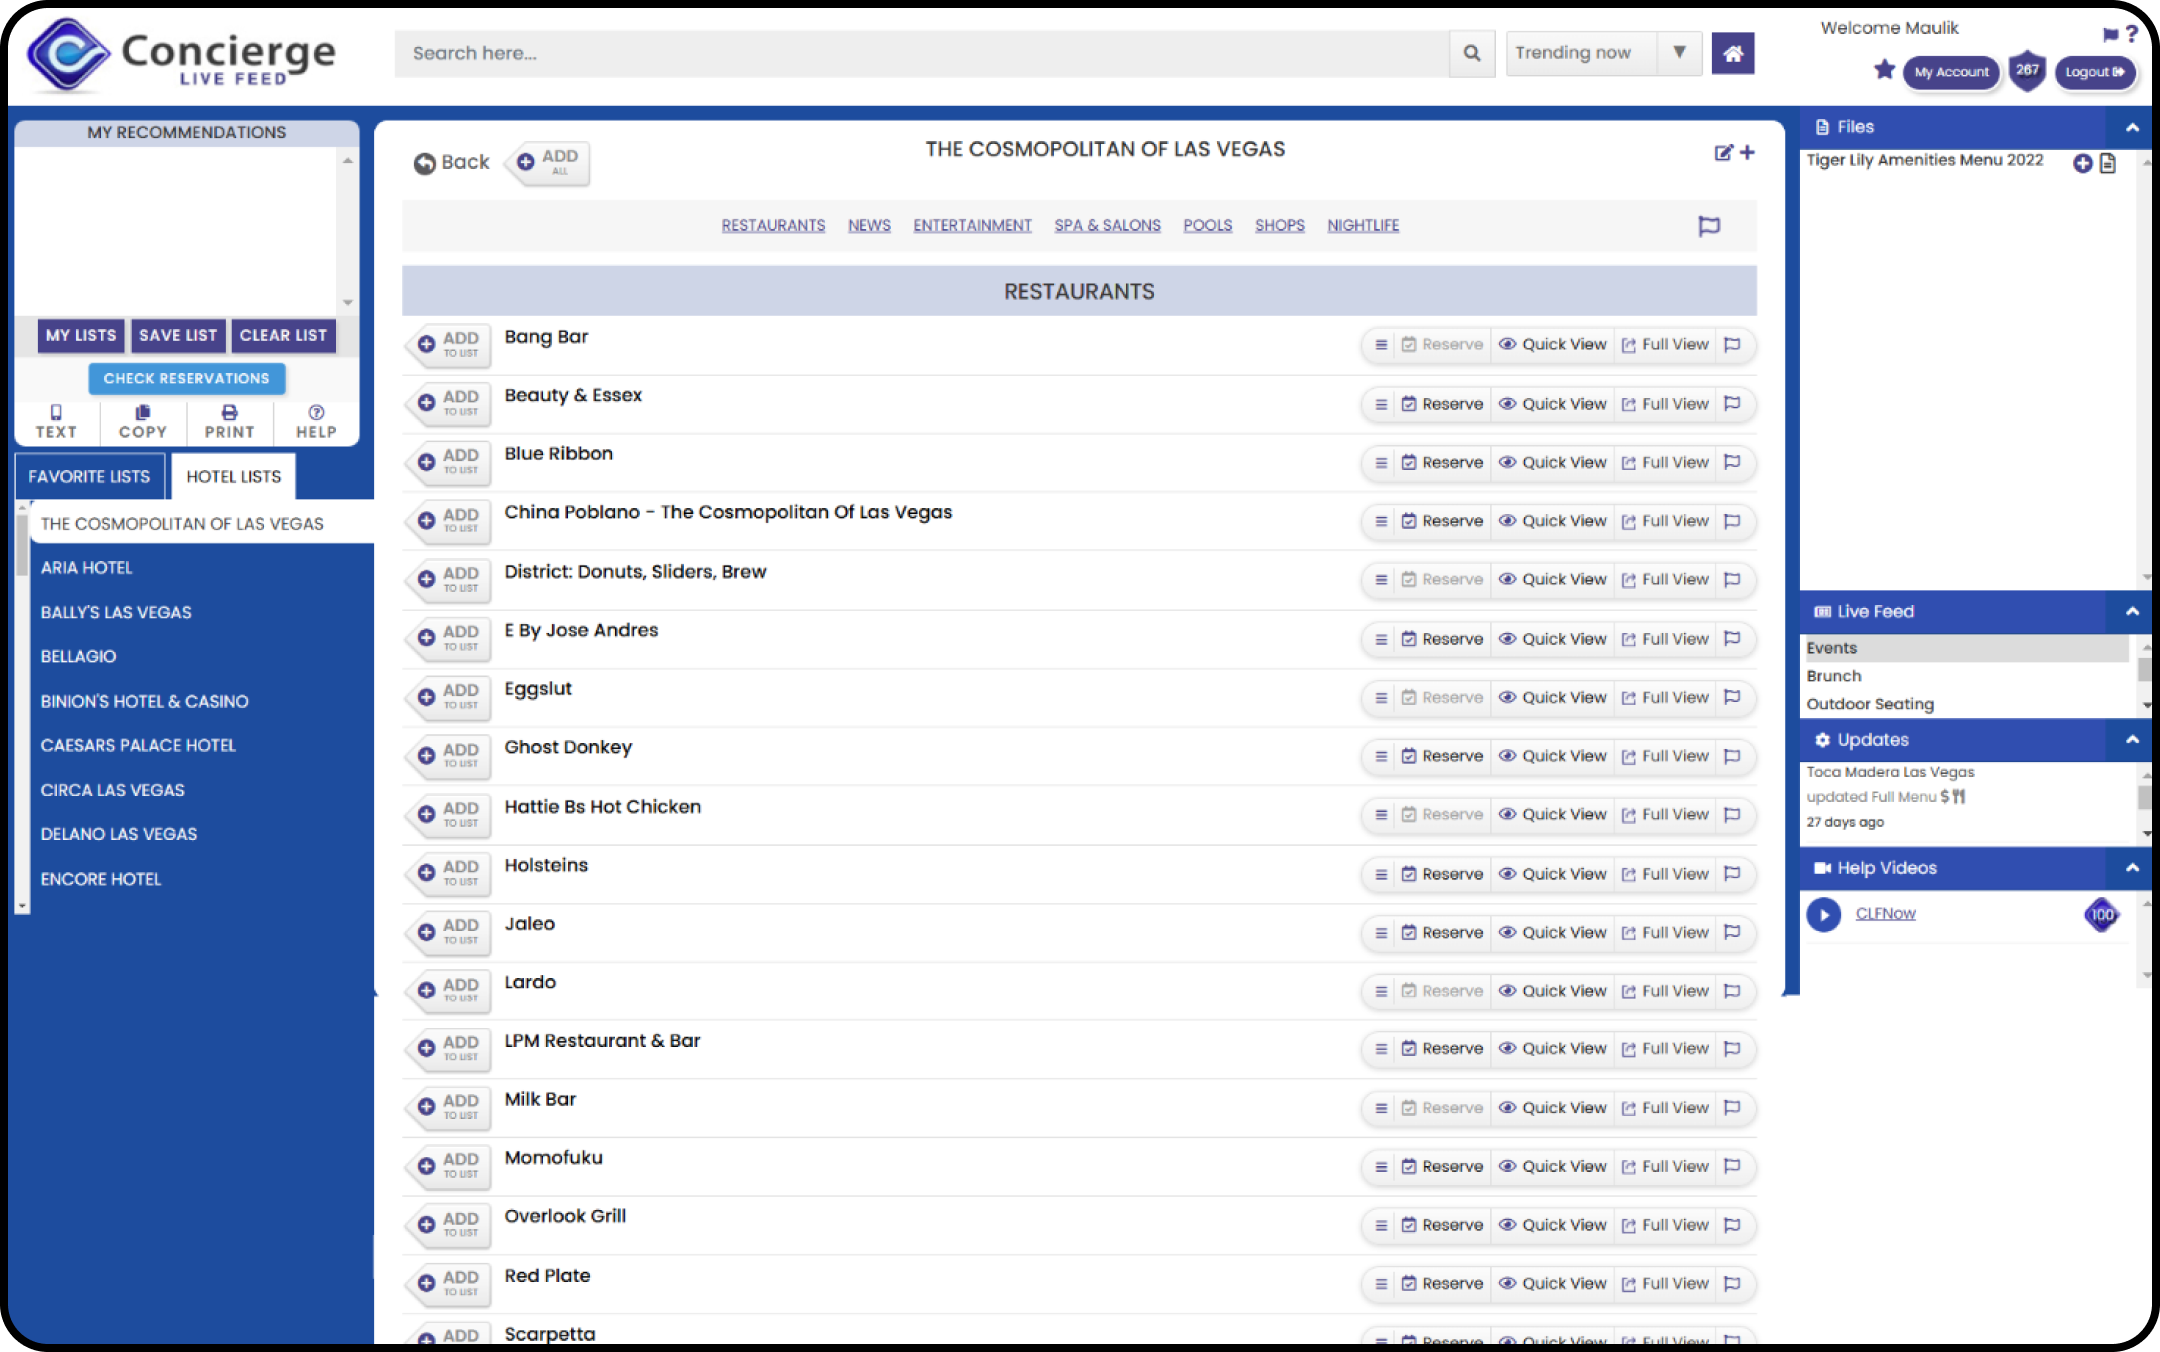 Concierge
LIVE FEED
Search here...
Trending now
Welcome Maulik
?
My Account
267
Logout
MY RECOMMENDATIONS
MY LISTS
SAVE LIST
CLEAR LIST
CHECK RESERVATIONS
TEXT
COPY
PRINT
HELP
FAVORITE LISTS
HOTEL LISTS
THE COSMOPOLITAN OF LAS VEGAS
ARIA HOTEL
BALLY'S LAS VEGAS
BELLAGIO
BINION'S HOTEL & CASINO
CAESARS PALACE HOTEL
CIRCA LAS VEGAS
DELANO LAS VEGAS
ENCORE HOTEL
Back
ADD
ALL
THE COSMOPOLITAN OF LAS VEGAS
RESTAURANTS NEWS ENTERTAINMENT SPA & SALONS POOLS SHOPS NIGHTLIFE
RESTAURANTS
ADD TO LIST Bang Bar Reserve Quick View Full View
ADD TO LIST Beauty & Essex Reserve Quick View Full View
ADD TO LIST Blue Ribbon Reserve Quick View Full View
ADD TO LIST China Poblano - The Cosmopolitan Of Las Vegas Reserve Quick View Full View
ADD TO LIST District: Donuts, Sliders, Brew Reserve Quick View Full View
ADD TO LIST E By Jose Andres Reserve Quick View Full View
ADD TO LIST Eggslut Reserve Quick View Full View
ADD TO LIST Ghost Donkey Reserve Quick View Full View
ADD TO LIST Hattie Bs Hot Chicken Reserve Quick View Full View
ADD TO LIST Holsteins Reserve Quick View Full View
ADD TO LIST Jaleo Reserve Quick View Full View
ADD TO LIST Lardo Reserve Quick View Full View
ADD TO LIST LPM Restaurant & Bar Reserve Quick View Full View
ADD TO LIST Milk Bar Reserve Quick View Full View
ADD TO LIST Momofuku Reserve Quick View Full View
ADD TO LIST Overlook Grill Reserve Quick View Full View
ADD TO LIST Red Plate Reserve Quick View Full View
ADD Scarpetta Reserve Quick View Full View
Files
Tiger Lily Amenities Menu 2022
Live Feed
Events
Brunch
Outdoor Seating
Updates
Toca Madera Las Vegas
updated Full Menu $
27 days ago
Help Videos
CLFNow
100